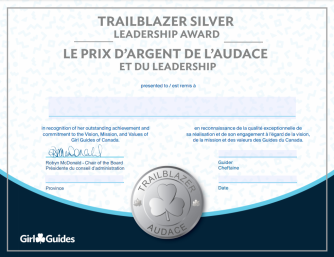 TRAILBLAZER SILVER
LEADERSHIP AWARD
LE PRIX D'ARGENT DE L'AUDACE
ET DU LEADERSHIP
presented to / est remis à
in recognition of her outstanding achievement and
commitment to the Vision, Mission, and Values of
Girl Guides of Canada.
en reconnaissance de la qualité exceptionnelle de
sa réalisation et de son engagement à l'égard de la vision,
de la mission et des valeurs des Guides du Canada.
Robyn McDonald - Chair of the Board
Présidente du conseil d'administration
Guider
Cheftaine
Province
Date
TRAILBLAZER
AUDACE
Girl Guides